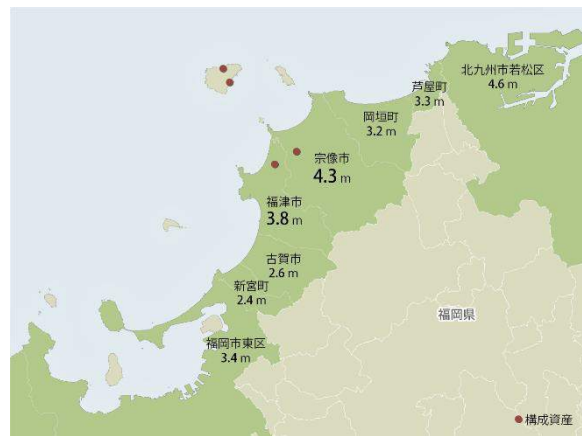 北九州市若松区
4.6 m
芦屋町
3.3 m
岡垣町
3.2 m
宗像市
4.3 m
福津市
3.8 m
古賀市
2.6 m
新宮町
2.4 m
福岡市東区
3.4 m
福岡県
構成資産